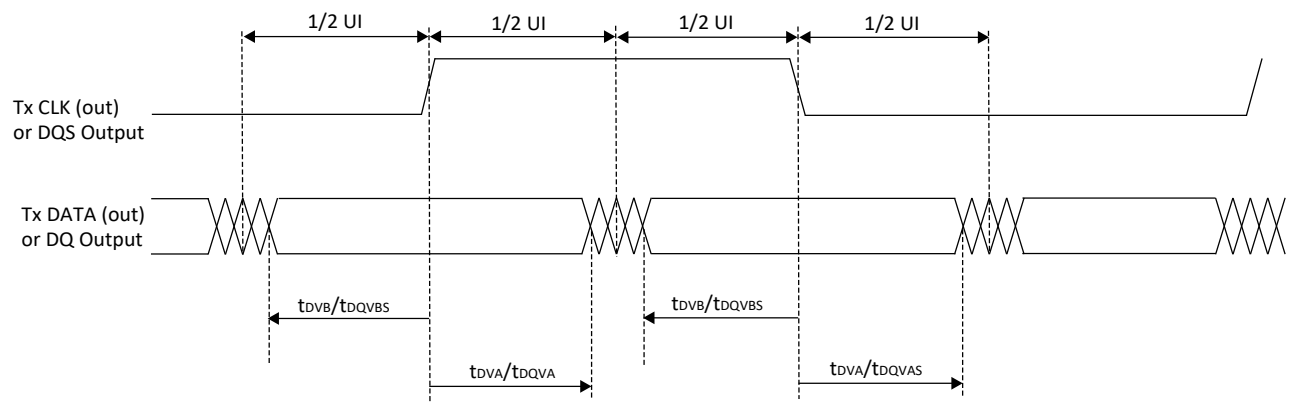 1/2 UI 1/2 UI 1/2 UI 1/2 UI
Tx CLK (out)
or DQS Output
Tx DATA (out)
or DQ Output
tDVB/tDQVBS tDVB/tDQVBS
tDVA/tDQVA tDVA/tDQVAS